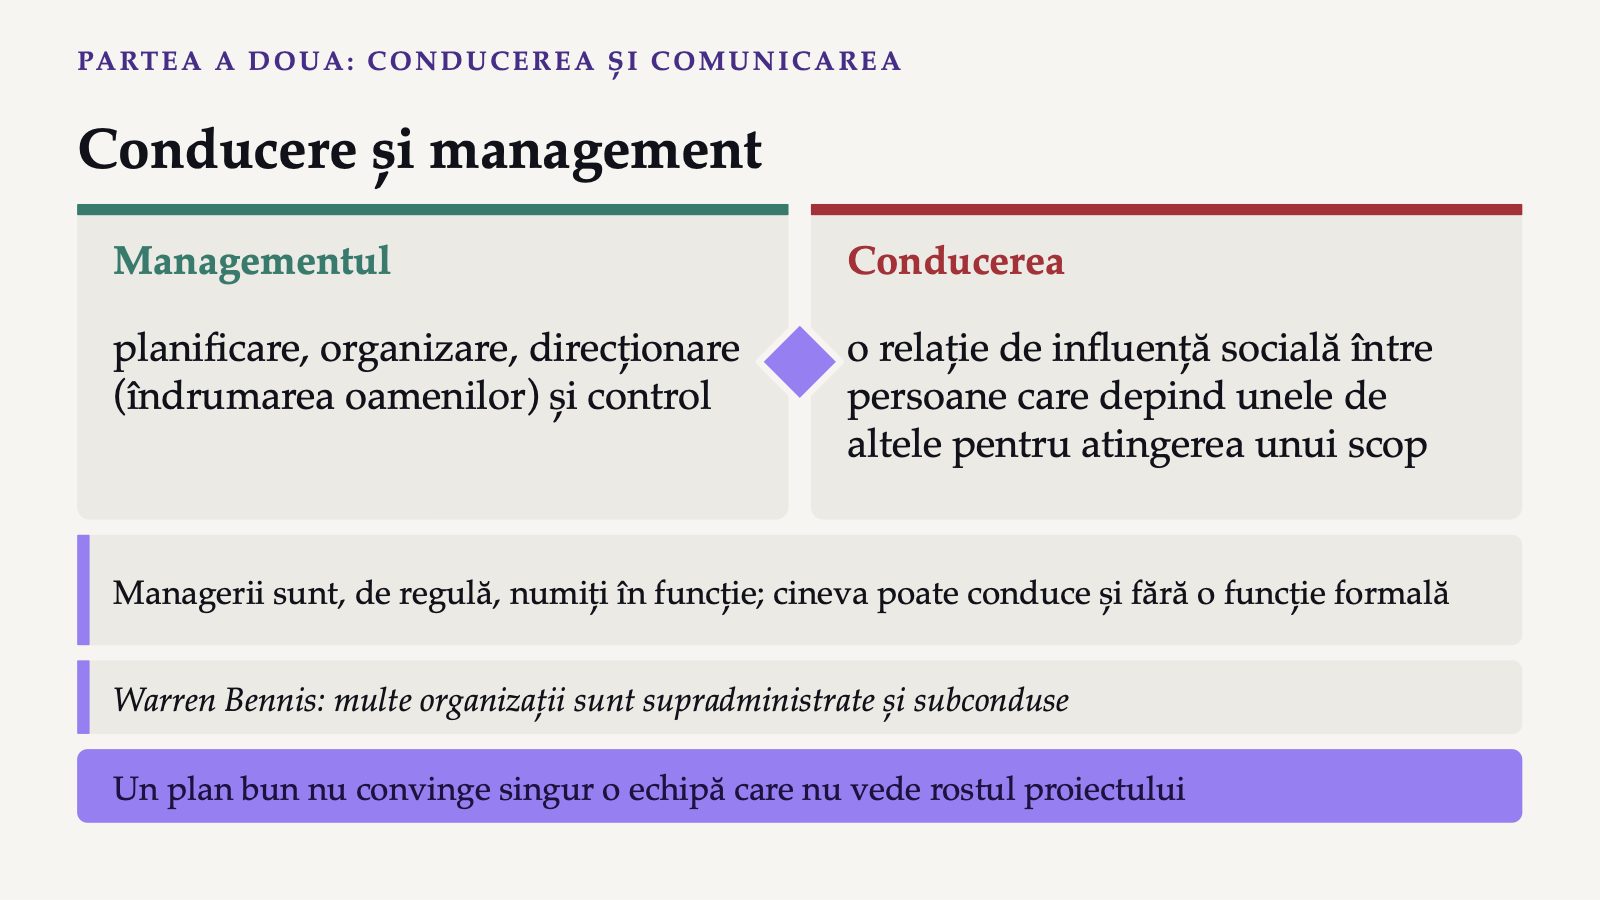 PARTEA A DOUA: CONDUCEREA ȘI COMUNICAREA
Conducere și management
Managementul
planificare, organizare, direcționare
(îndrumarea oamenilor) și control
Conducerea
o relație de influență socială între
persoane care depind unele de
altele pentru atingerea unui scop
Managerii sunt, de regulă, numiți în funcție; cineva poate conduce și fără o funcție formală
Warren Bennis: multe organizații sunt supradministrate și subconduse
Un plan bun nu convinge singur o echipă care nu vede rostul proiectului